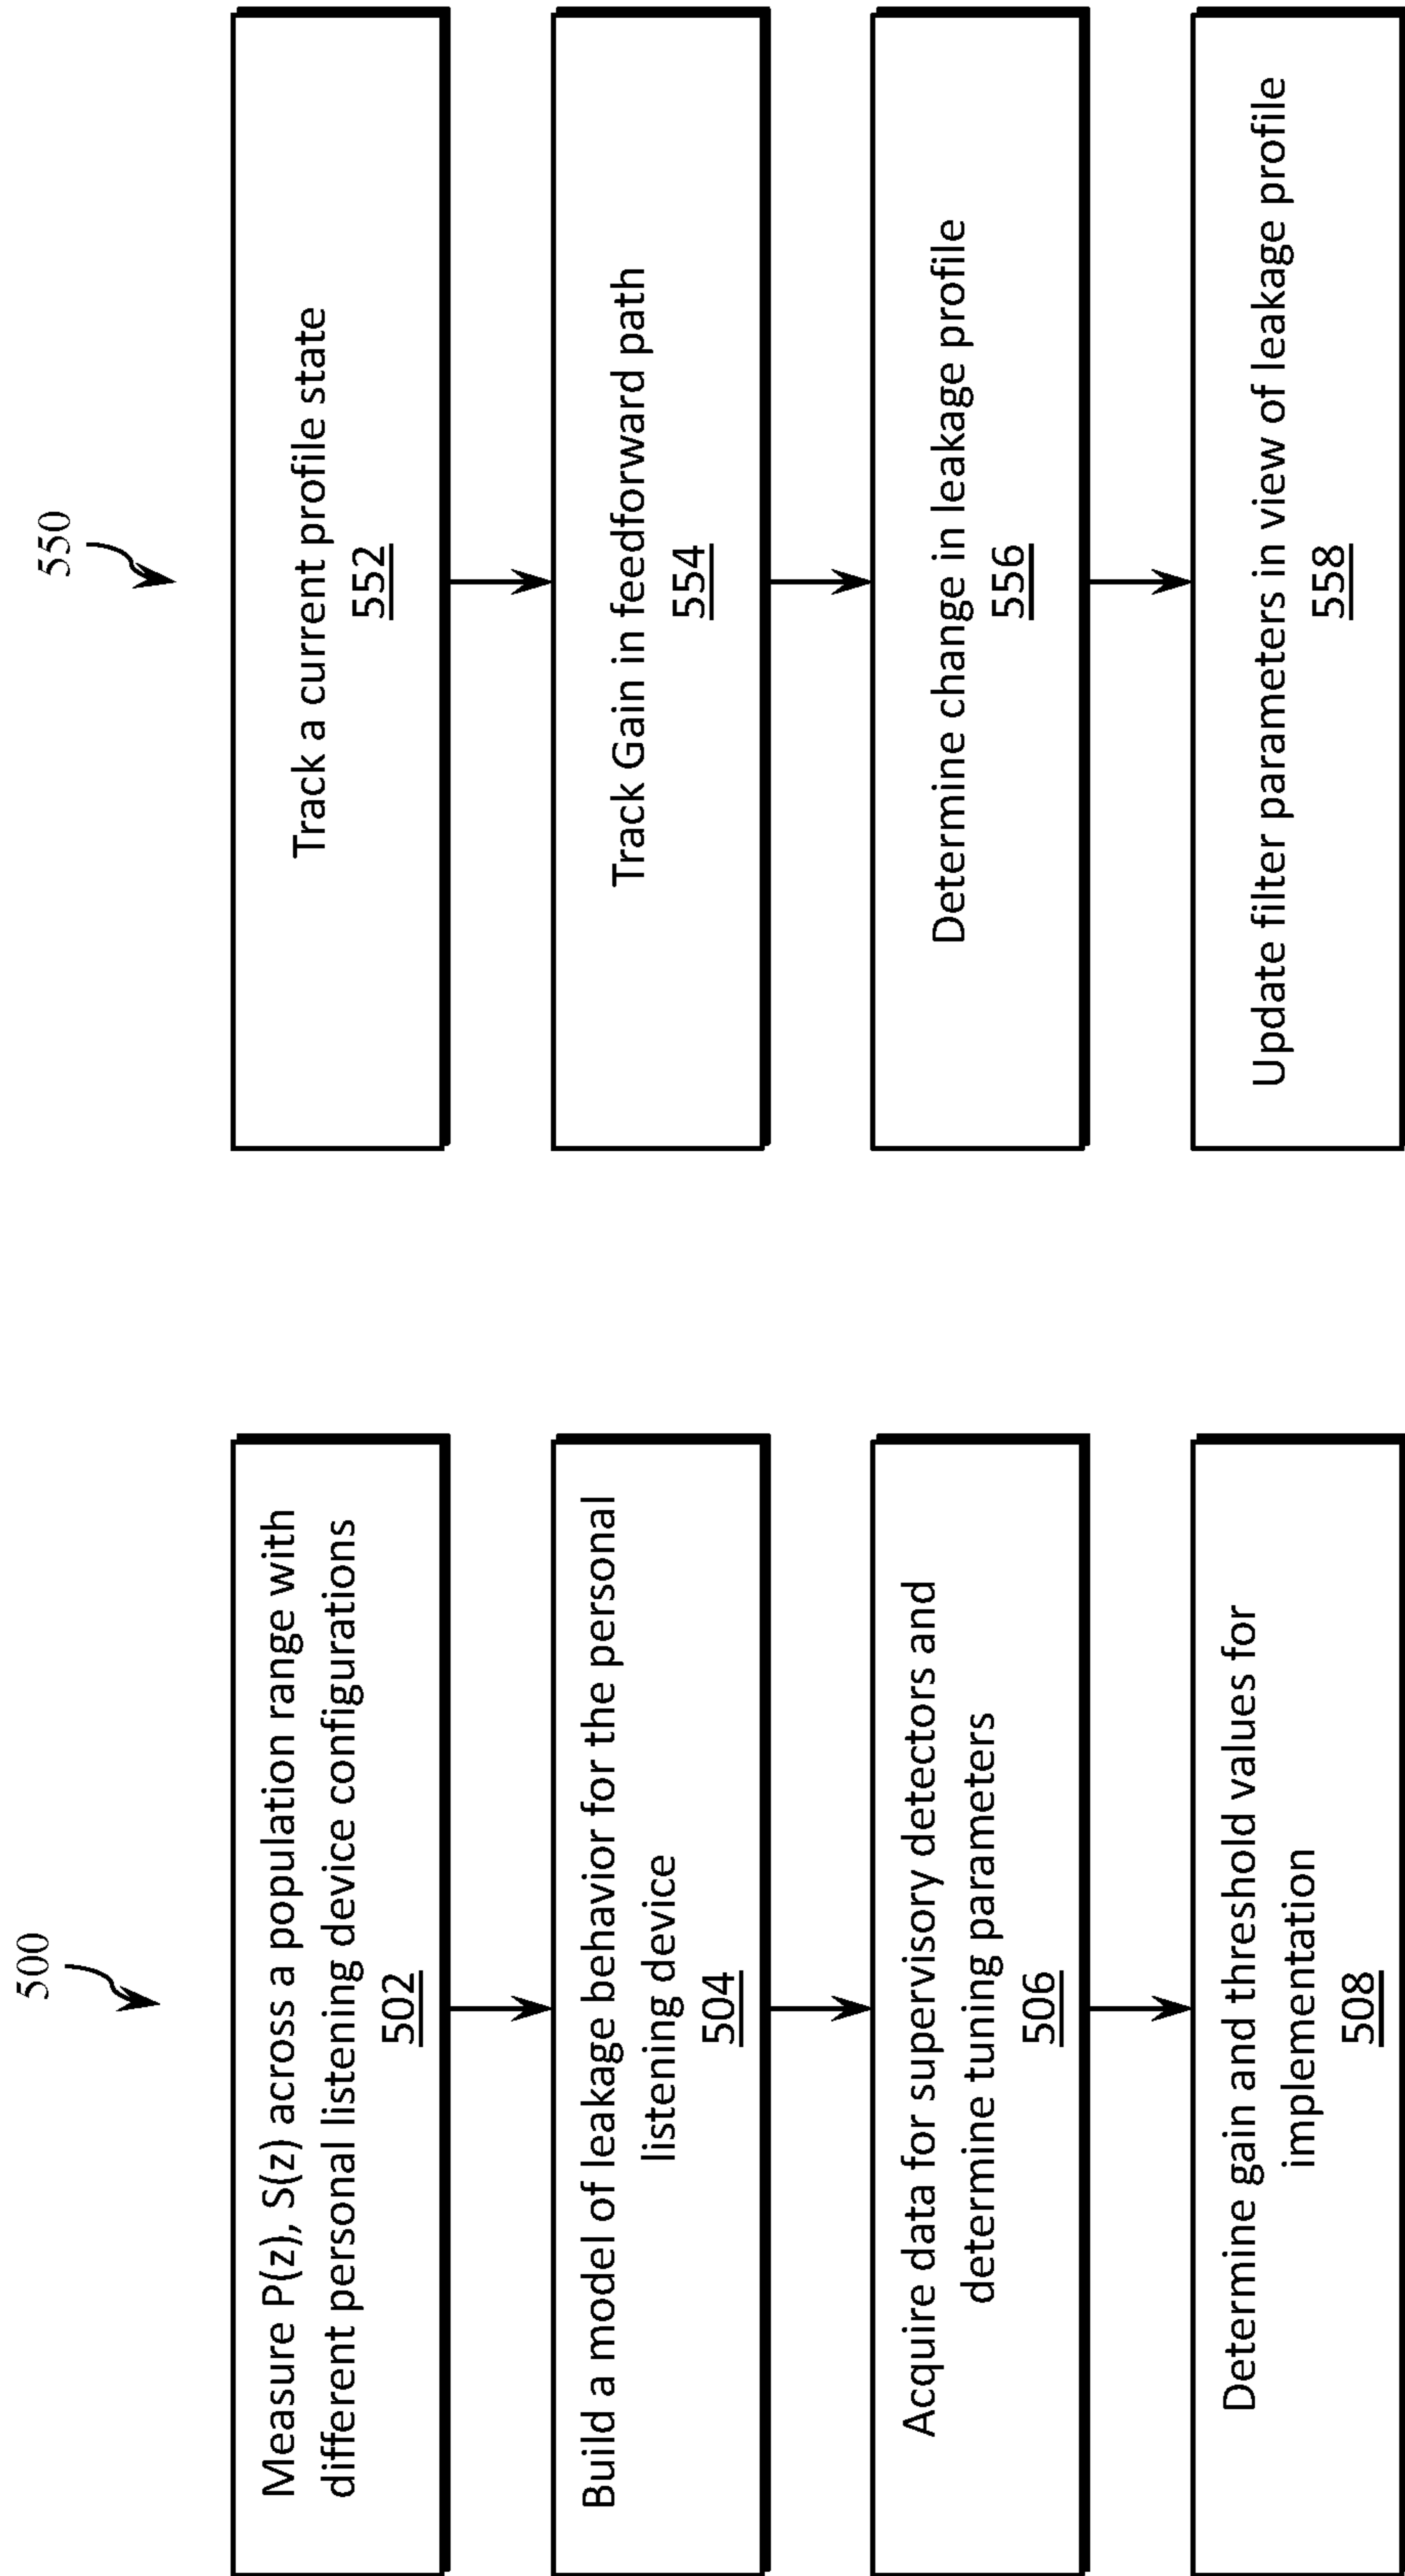 500
Measure P(z), S(z) across a population range with
different personal listening device configurations
502
Build a model of leakage behavior for the personal
listening device
504
Acquire data for supervisory detectors and
determine tuning parameters
506
Determine gain and threshold values for
implementation
508
550
Track a current profile state
552
Track Gain in feedforward path
554
Determine change in leakage profile
556
Update filter parameters in view of leakage profile
558